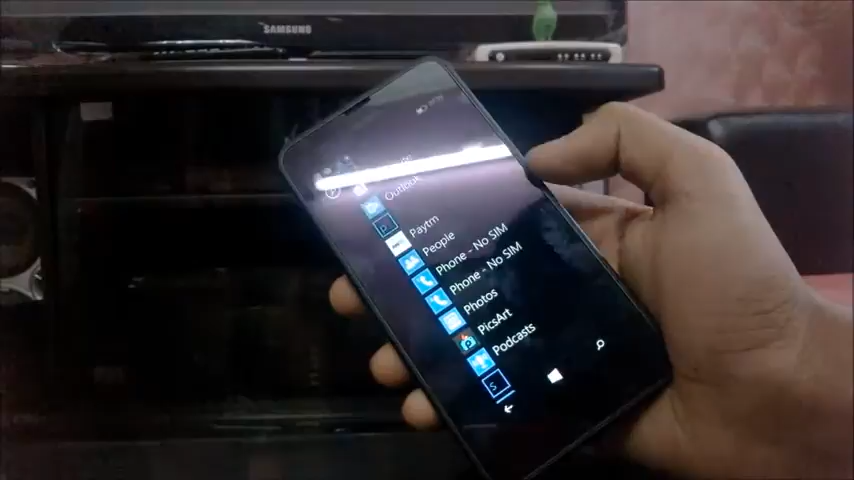 SAMSUNG
Outlook
p
Paytm
People
Phone - No SIM
Phone - No SIM
Photos
PicsArt
Podcasts
s